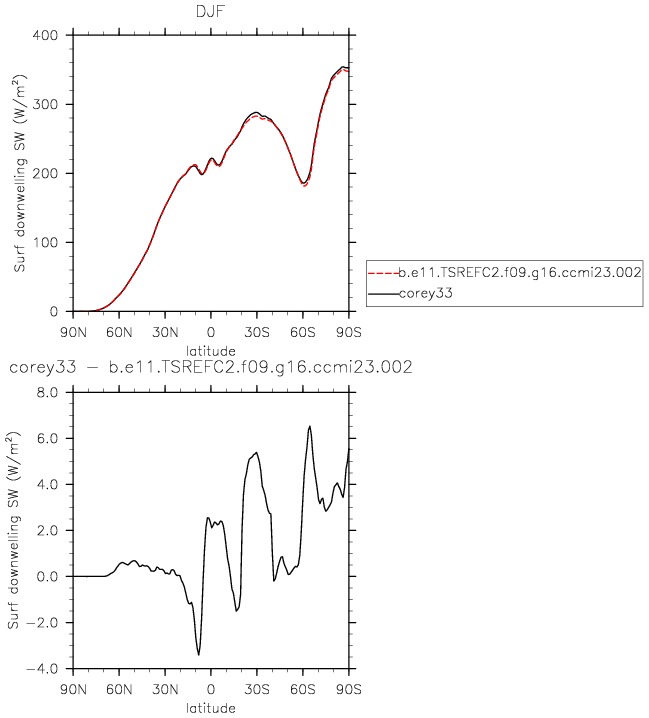 DJF
400
300
200
100
0
Surf downwelling SW (W/m²)
90N 60N 30N 0 30S 60S 90S
latitude
b.e11.TSREFC2.f09.g16.ccmi23.002
corey33
corey33 − b.e11.TSREFC2.f09.g16.ccmi23.002
8.0
6.0
4.0
2.0
0.0
−2.0
−4.0
Surf downwelling SW (W/m²)
90N 60N 30N 0 30S 60S 90S
latitude